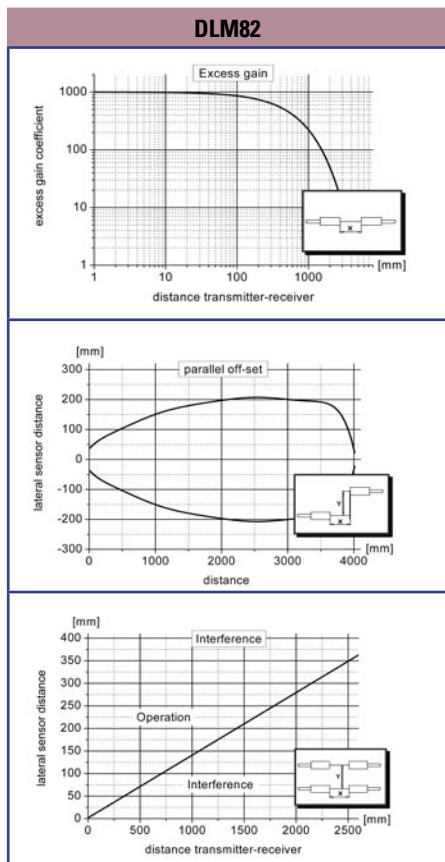 DLM82
Excess gain
1000
100
10
1
excess gain coefficient
X
1 10 100 1000 [mm]
distance transmitter-receiver
[mm]
parallel off-set
300
200
100
0
-100
-200
-300
lateral sensor distance
Y
X
[mm]
0 1000 2000 3000 4000
distance
[mm]
Interference
400
350
300
250
200
150
100
50
0
lateral sensor distance
Operation
Interference
Y
X
[mm]
0 500 1000 1500 2000 2500
distance transmitter-receiver